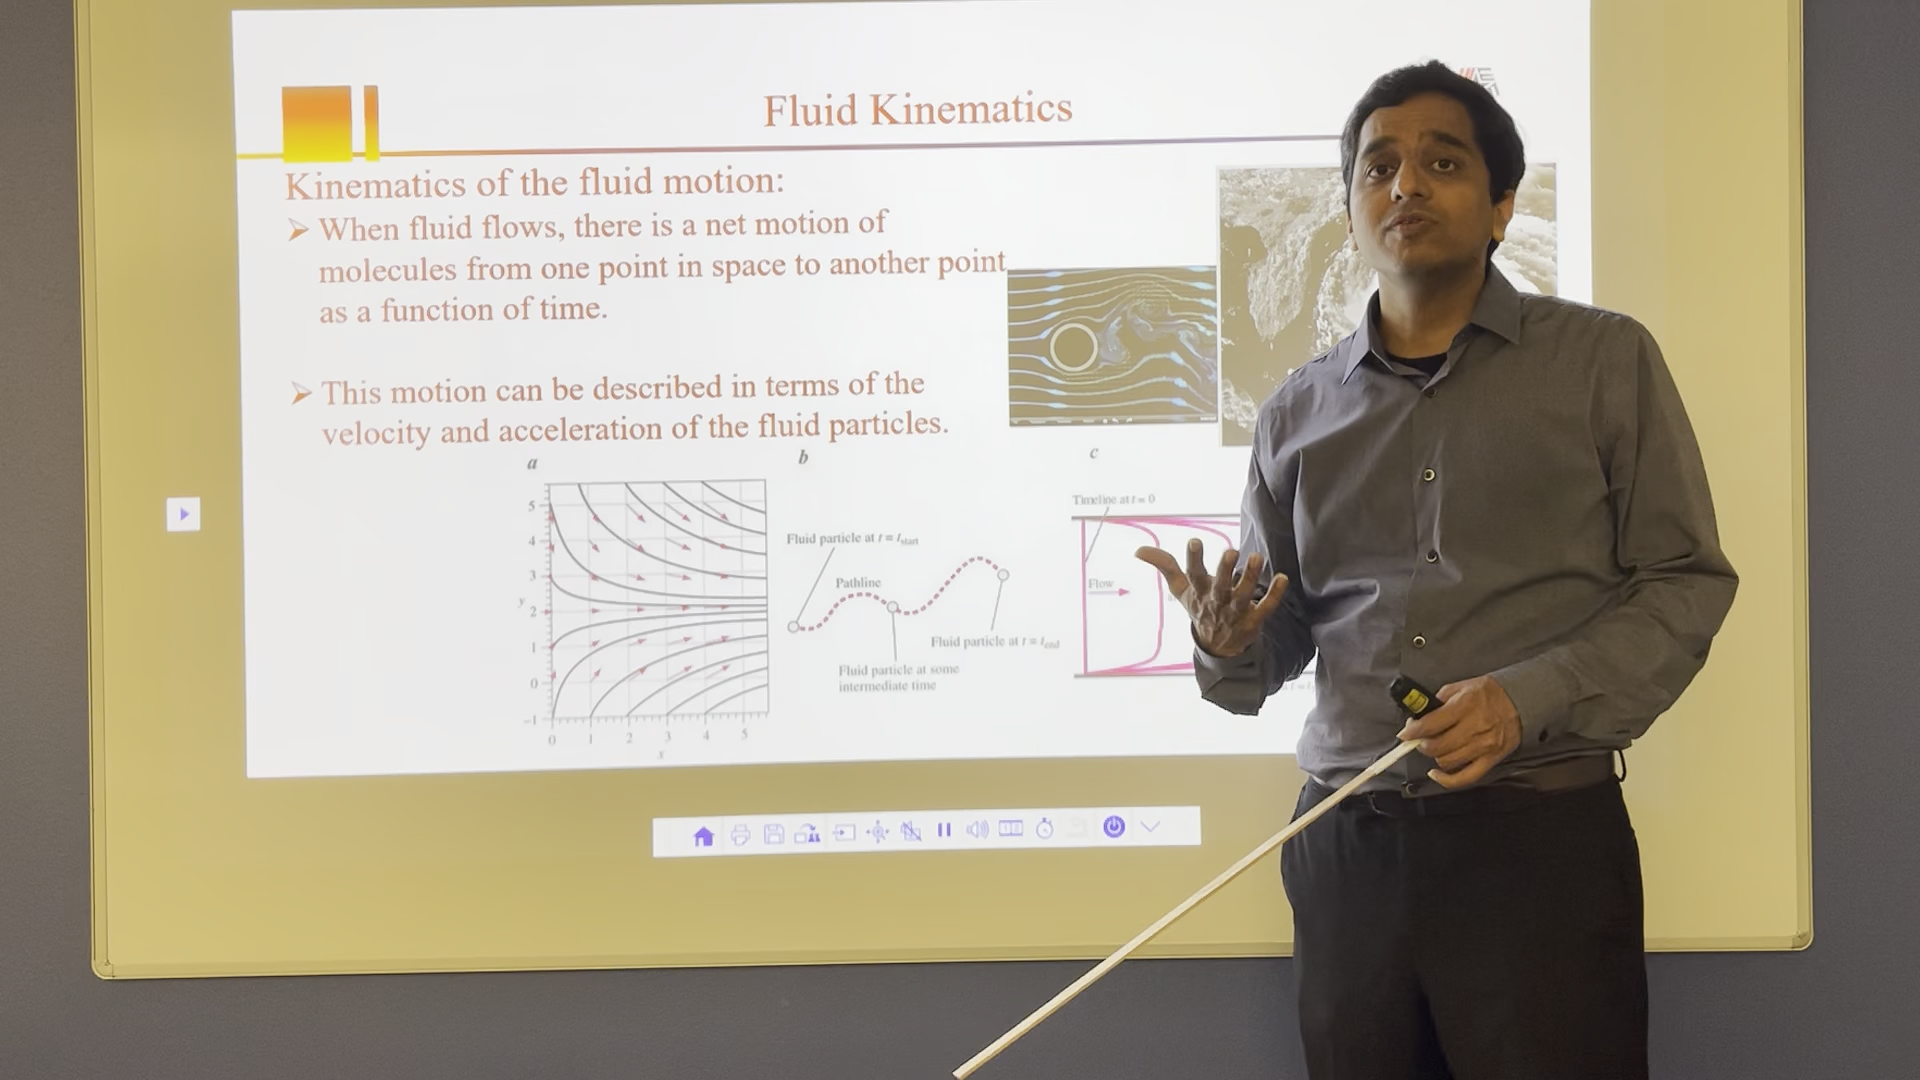 Fluid Kinematics
Kinematics of the fluid motion:
➢ When fluid flows, there is a net motion of
molecules from one point in space to another point
as a function of time.
➢ This motion can be described in terms of the
velocity and acceleration of the fluid particles.
a
b
c
5
4
3
y
2
1
0
-1
0 1 2 3 4 5
x
Fluid particle at t = t_start
Pathline
Fluid particle at t = t_end
Fluid particle at some
intermediate time
Timeline at t = 0
Flow